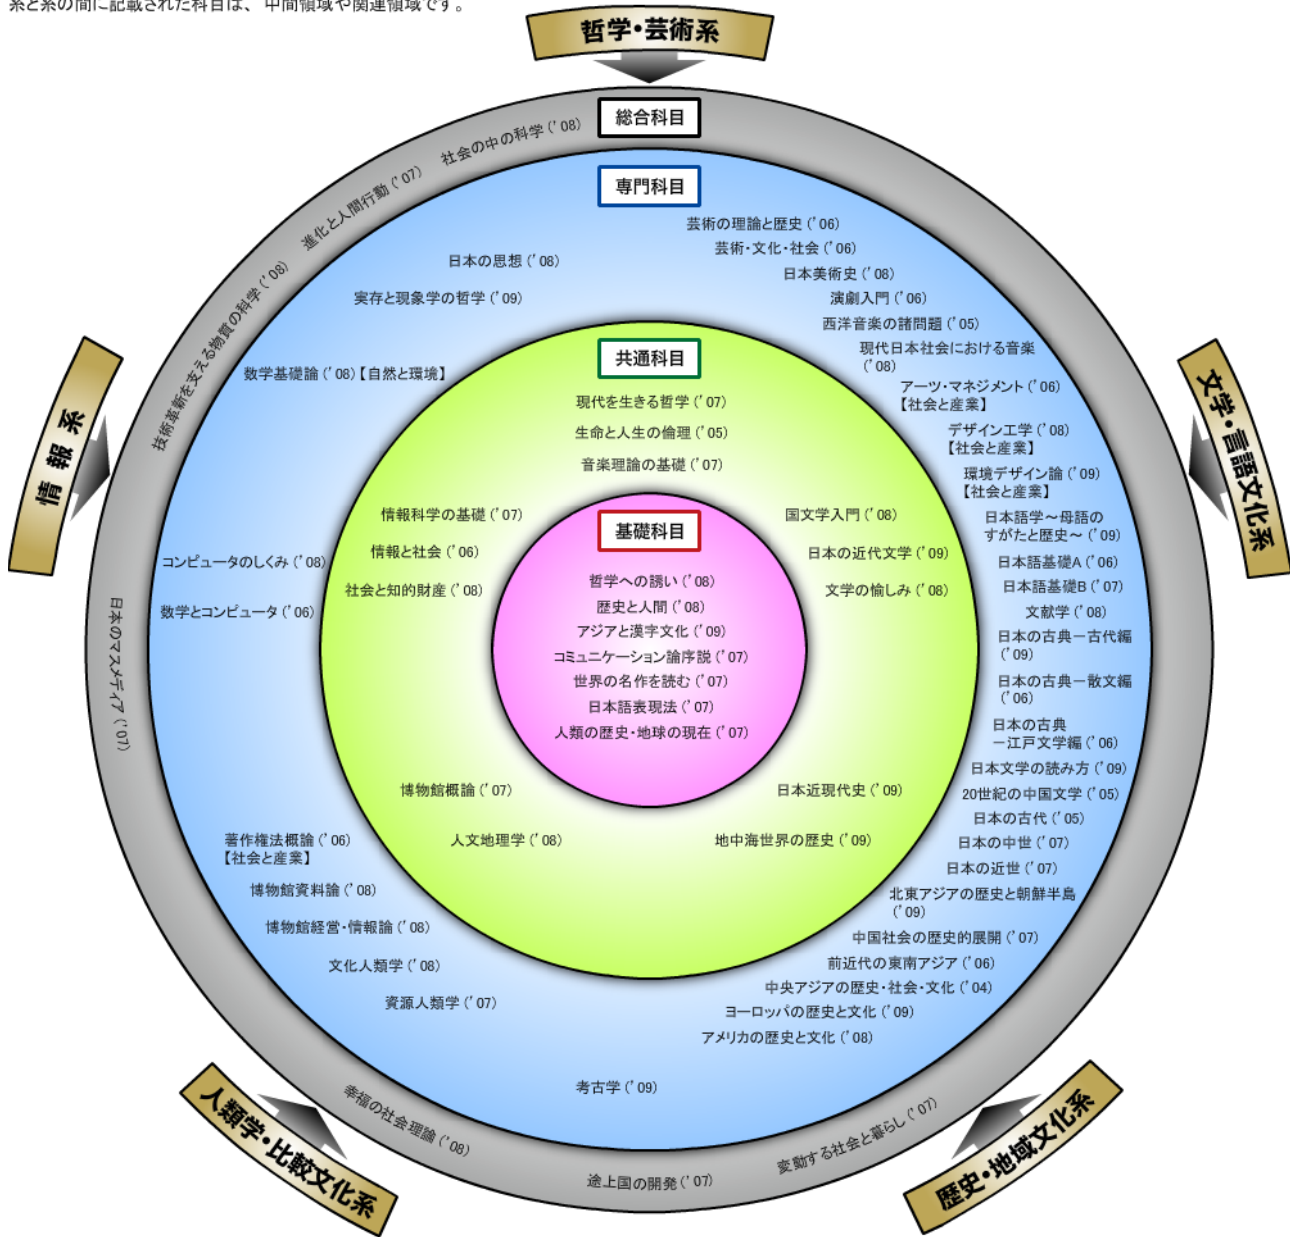 系と系の間に記載された科目は、中間領域や関連領域です。
哲学・芸術系
総合科目
社会の中の科学（’08）
進化と人間行動（’07）
技術革新を支える物質の科学（’08）
日本のマスメディア（’07）
幸福の社会理論（’08）
途上国の開発（’07）
変動する社会と暮らし（’07）
情報系
文学・言語文化系
人類学・比較文化系
歴史・地域文化系
専門科目
芸術の理論と歴史（’06）
芸術・文化・社会（’06）
日本の思想（’08）
日本美術史（’08）
実存と現象学の哲学（’09）
演劇入門（’06）
西洋音楽の諸問題（’05）
現代日本社会における音楽
（’08）
数学基礎論（’08）【自然と環境】
アーツ・マネジメント（’06）
【社会と産業】
デザイン工学（’08）
【社会と産業】
環境デザイン論（’09）
【社会と産業】
日本語学～母語の
すがたと歴史～（’09）
日本語基礎A（’06）
日本語基礎B（’07）
文献学（’08）
日本の古典－古代編
（’09）
日本の古典－散文編
（’06）
日本の古典
－江戸文学編（’06）
日本文学の読み方（’09）
20世紀の中国文学（’05）
日本の古代（’05）
日本の中世（’07）
日本の近世（’07）
北東アジアの歴史と朝鮮半島
（’09）
中国社会の歴史的展開（’07）
前近代の東南アジア（’06）
中央アジアの歴史・社会・文化（’04）
ヨーロッパの歴史と文化（’09）
アメリカの歴史と文化（’08）
コンピュータのしくみ（’08）
数学とコンピュータ（’06）
著作権法概論（’06）
【社会と産業】
博物館資料論（’08）
博物館経営・情報論（’08）
文化人類学（’08）
資源人類学（’07）
考古学（’09）
共通科目
現代を生きる哲学（’07）
生命と人生の倫理（’05）
音楽理論の基礎（’07）
情報科学の基礎（’07）
情報と社会（’06）
社会と知的財産（’08）
国文学入門（’08）
日本の近代文学（’09）
文学の愉しみ（’08）
博物館概論（’07）
人文地理学（’08）
日本近現代史（’09）
地中海世界の歴史（’09）
基礎科目
哲学への誘い（’08）
歴史と人間（’08）
アジアと漢字文化（’09）
コミュニケーション論序説（’07）
世界の名作を読む（’07）
日本語表現法（’07）
人類の歴史・地球の現在（’07）